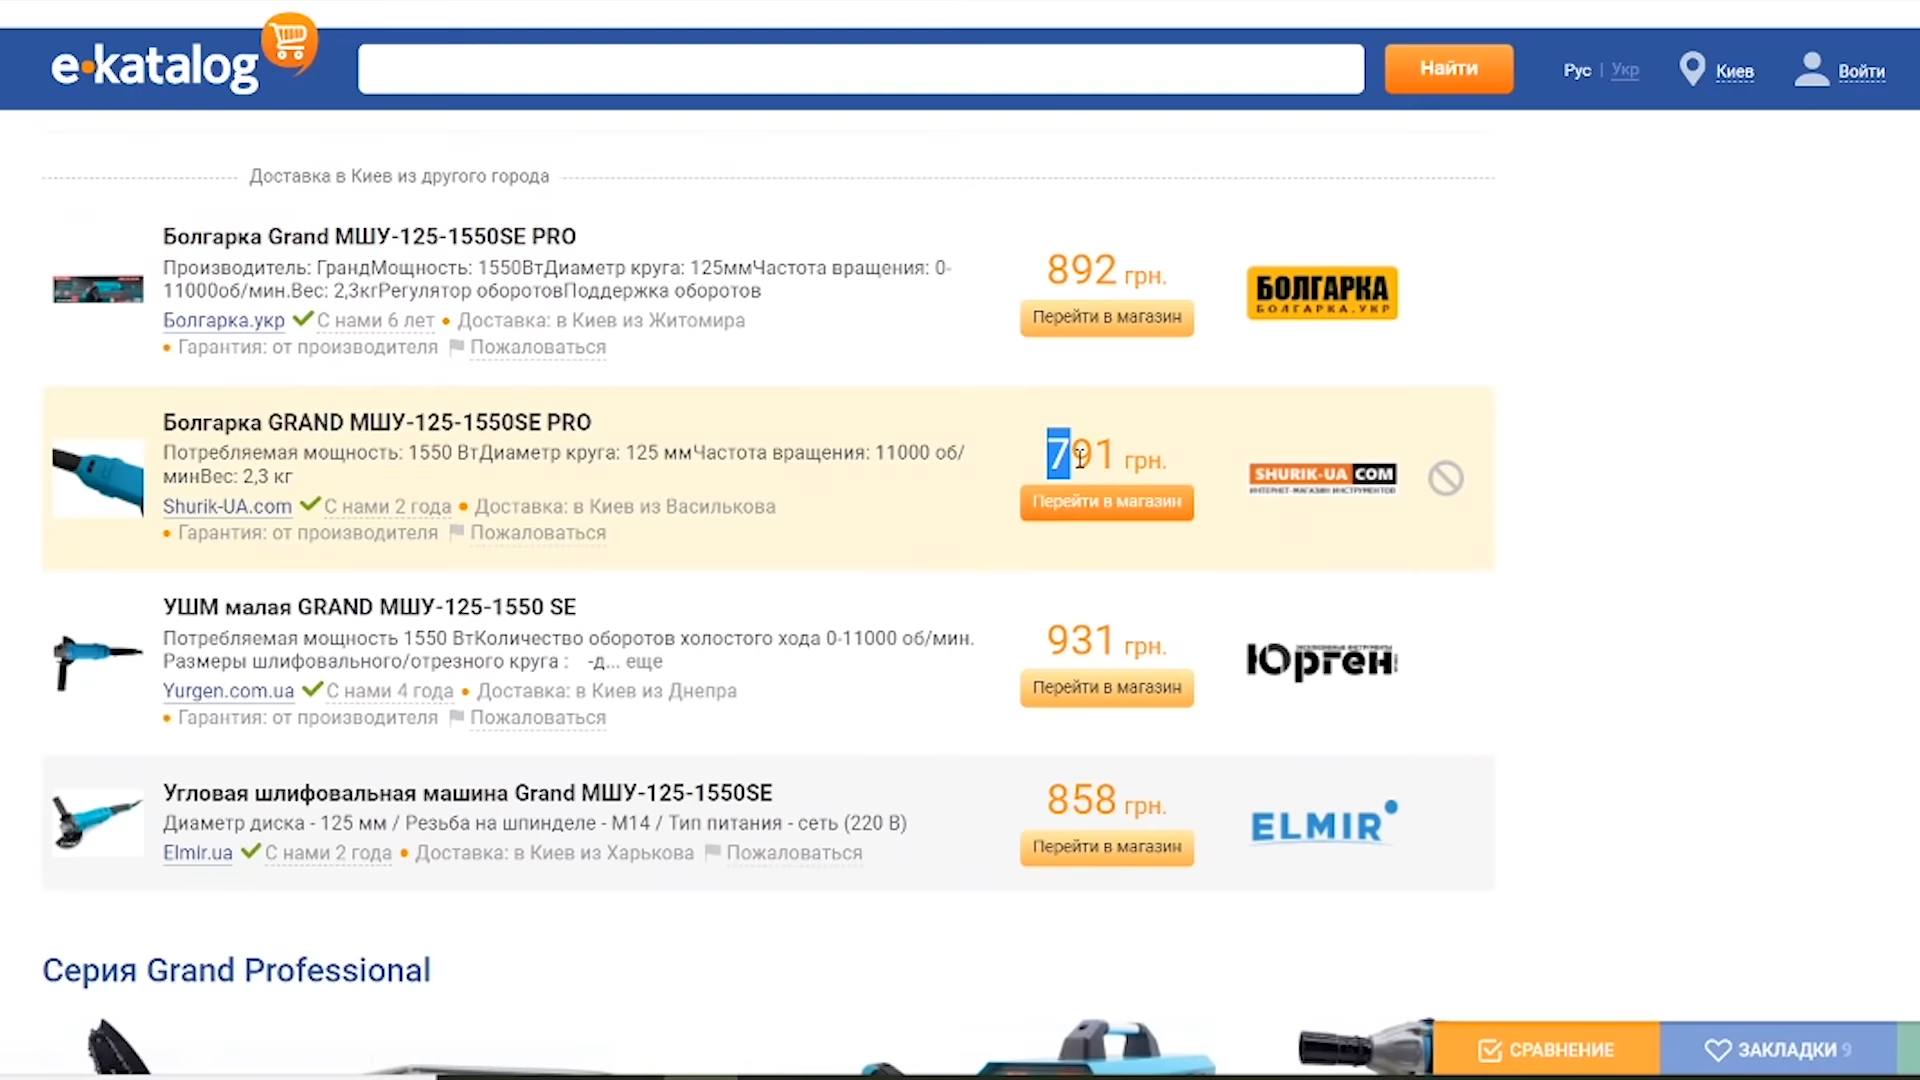 e·katalog
Найти
Рус | Укр
Киев
Войти
Доставка в Киев из другого города
Болгарка Grand МШУ-125-1550SE PRO
Производитель: ГрандМощность: 1550ВтДиаметр круга: 125ммЧастота вращения: 0-
11000об/мин.Вес: 2,3кгРегулятор оборотовПоддержка оборотов
Болгарка.укр С нами 6 лет • Доставка: в Киев из Житомира
• Гарантия: от производителя Пожаловаться
892 грн.
Перейти в магазин
БОЛГАРКА
БОЛГАРКА.УКР
Болгарка GRAND МШУ-125-1550SE PRO
Потребляемая мощность: 1550 ВтДиаметр круга: 125 ммЧастота вращения: 11000 об/
минВес: 2,3 кг
Shurik-UA.com С нами 2 года • Доставка: в Киев из Василькова
• Гарантия: от производителя Пожаловаться
791 грн.
Перейти в магазин
SHURIK-UA COM
ИНТЕРНЕТ-МАГАЗИН ИНСТРУМЕНТОВ
УШМ малая GRAND МШУ-125-1550 SE
Потребляемая мощность 1550 ВтКоличество оборотов холостого хода 0-11000 об/мин.
Размеры шлифовального/отрезного круга : -д... еще
Yurgen.com.ua С нами 4 года • Доставка: в Киев из Днепра
• Гарантия: от производителя Пожаловаться
931 грн.
Перейти в магазин
Юрген
Угловая шлифовальная машина Grand МШУ-125-1550SE
Диаметр диска - 125 мм / Резьба на шпинделе - М14 / Тип питания - сеть (220 В)
Elmir.ua С нами 2 года • Доставка: в Киев из Харькова Пожаловаться
858 грн.
Перейти в магазин
ELMIR
Серия Grand Professional
СРАВНЕНИЕ
ЗАКЛАДКИ 9